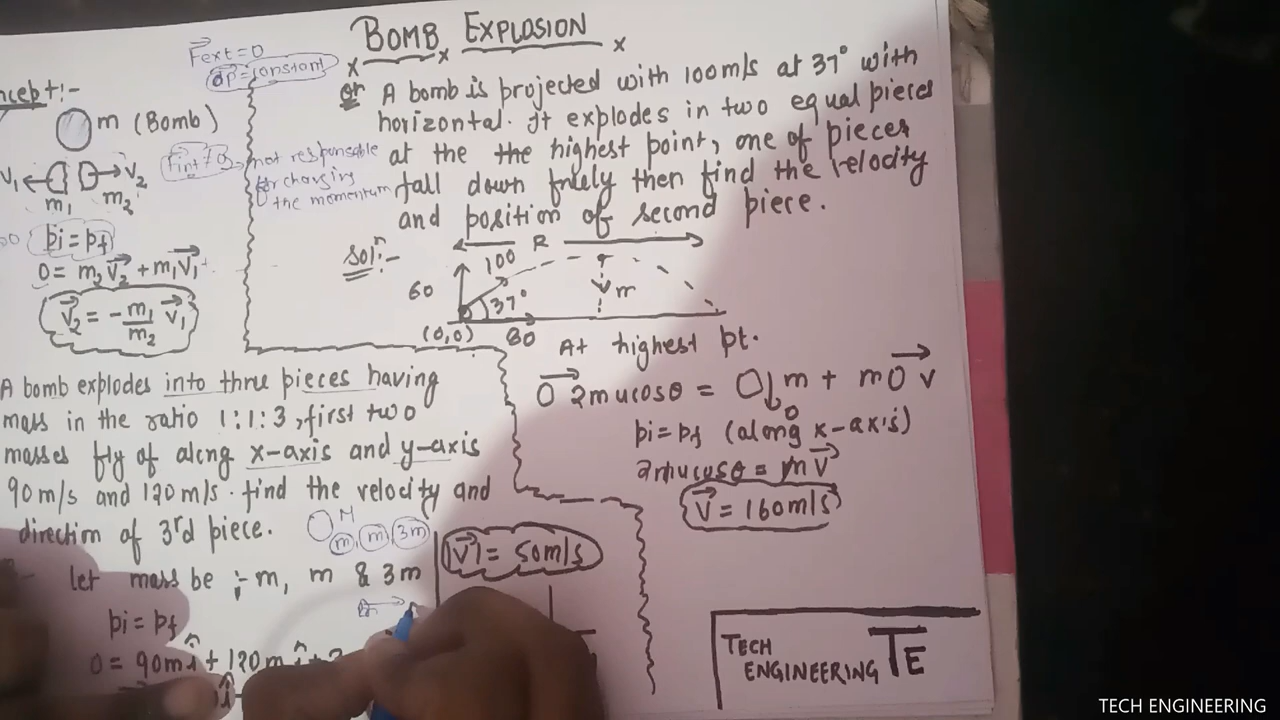 BOMB EXPLOSION
Fext=0
dp = constant
ncept:-
m (Bomb)
V1 V2
m1 m2
Fint≠0 → not responsible
for changing
the momentum
pi = pf
0 = m2V2 + m1V1
V2 = -m1/m2 V1
Q1 A bomb is projected with 100m/s at 37° with
horizontal. It explodes in two equal pieces
at the the highest point, one of pieces
fall down freely then find the velocity
and position of second piece.
Soln:-
R
100
60
37°
m
(0,0) 80
At highest pt.
2mucosθ = ↓m + m v
0
pi = pf (along x-axis)
2mucosθ = mV
V = 160m/s
A bomb explodes into three pieces having
mass in the ratio 1:1:3, first two
masses fly of along x-axis and y-axis
90m/s and 120m/s. find the velocity and
direction of 3rd piece.
M
m, m 3m
let mass be :- m, m & 3m
pi = pf
0 = 90m i + 120m
|V| = 50m/s
TECH
ENGINEERING TE
TECH ENGINEERING